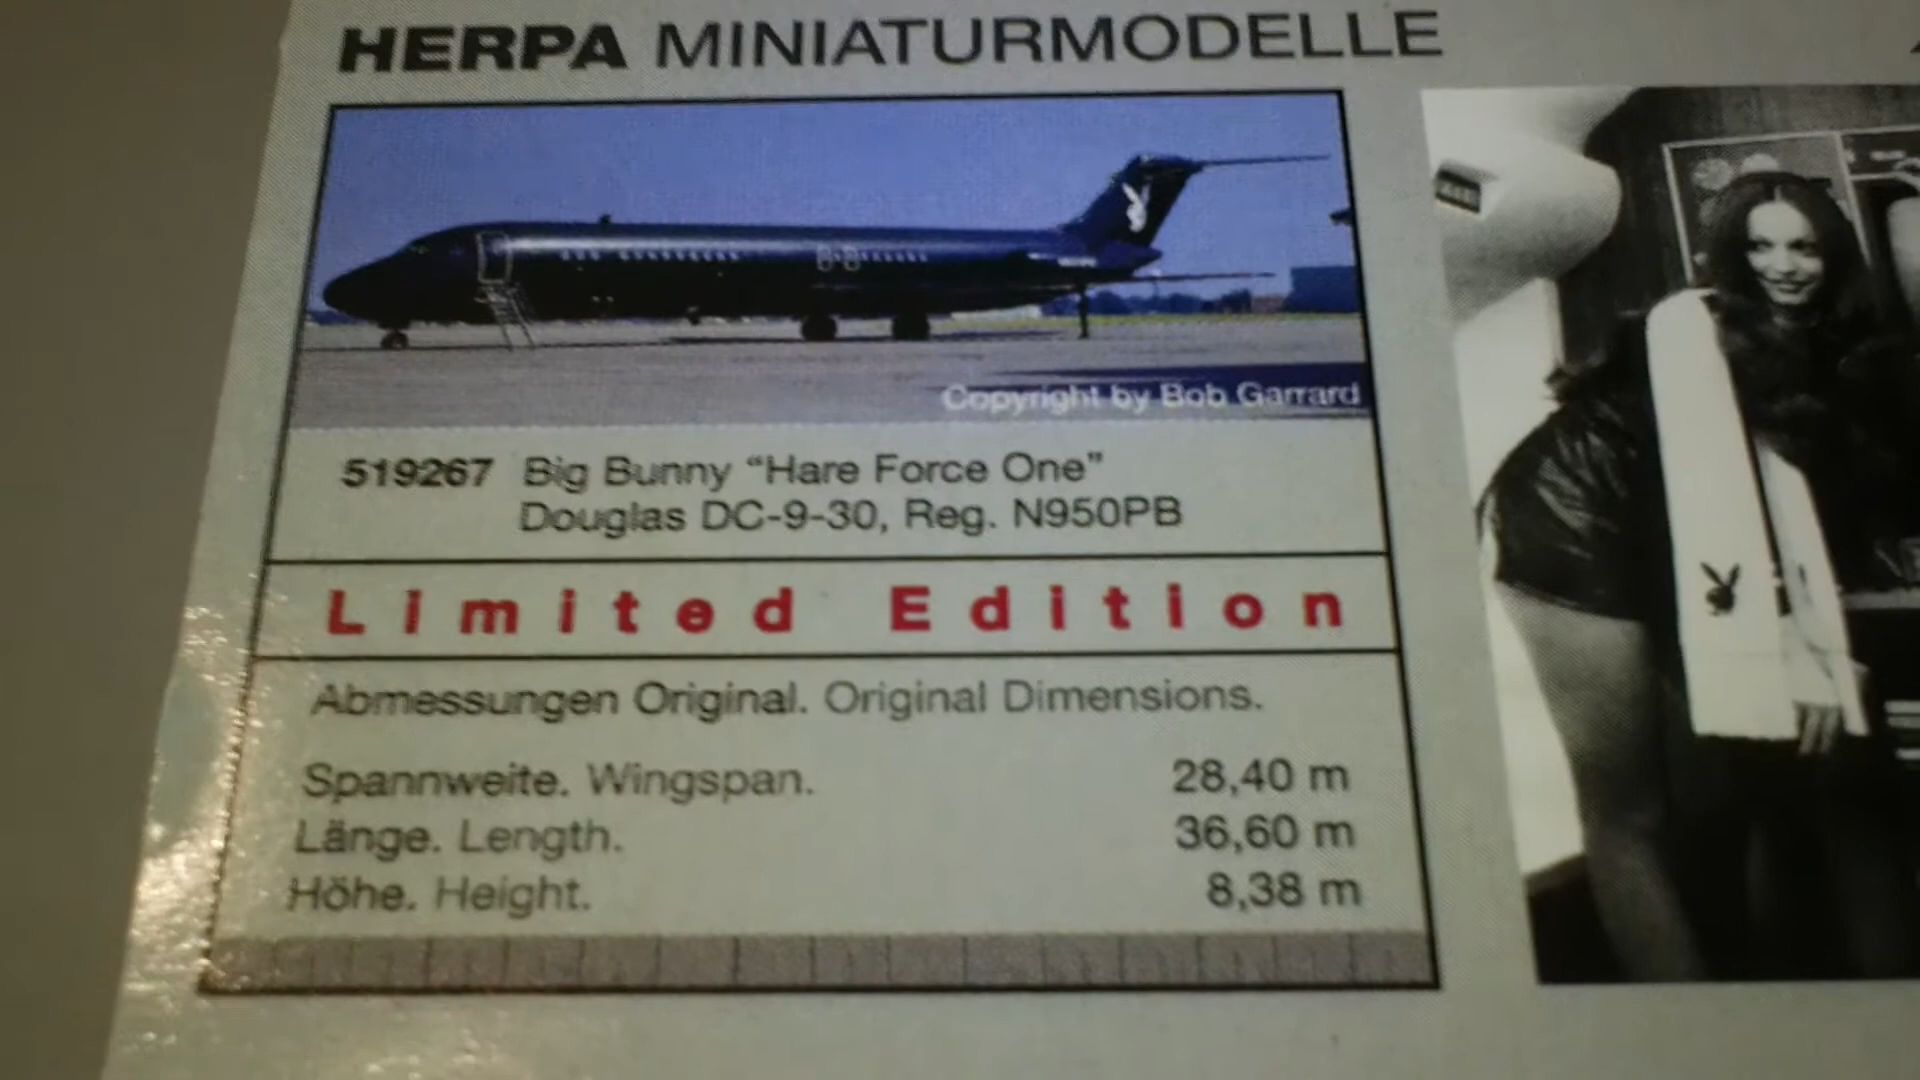 HERPA MINIATURMODELLE
Copyright by Bob Garrard
519267 Big Bunny “Hare Force One”
Douglas DC-9-30, Reg. N950PB
Limited Edition
Abmessungen Original. Original Dimensions.
Spannweite. Wingspan. 28,40 m
Länge. Length. 36,60 m
Höhe. Height. 8,38 m